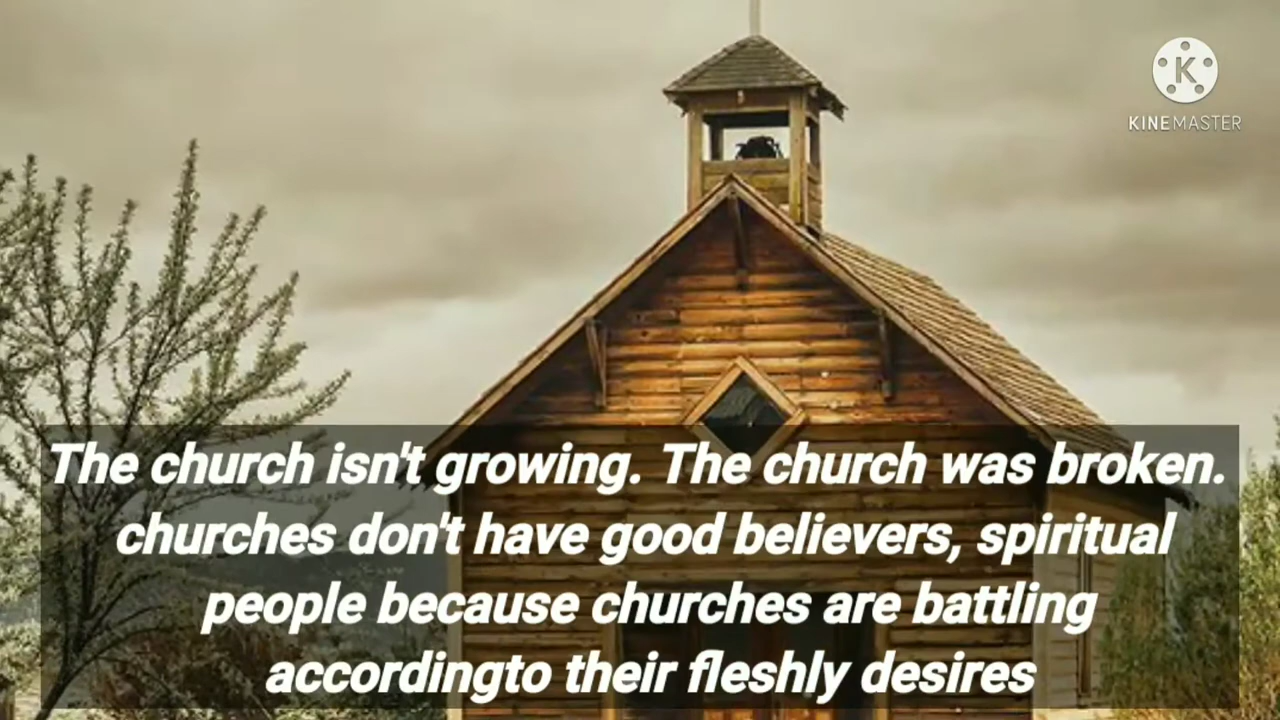 KINEMASTER
The church isn't growing. The church was broken.
churches don't have good believers, spiritual
people because churches are battling
accordingto their fleshly desires